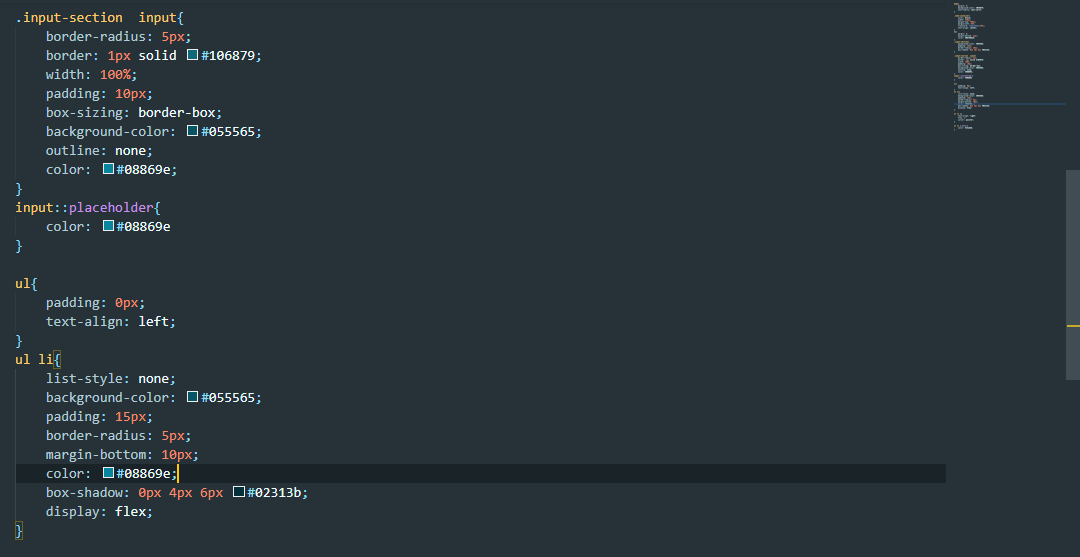 .input-section  input{
    border-radius: 5px;
    border: 1px solid #106879;
    width: 100%;
    padding: 10px;
    box-sizing: border-box;
    background-color: #055565;
    outline: none;
    color: #08869e;
}
input::placeholder{
    color: #08869e
}

ul{
    padding: 0px;
    text-align: left;
}
ul li{
    list-style: none;
    background-color: #055565;
    padding: 15px;
    border-radius: 5px;
    margin-bottom: 10px;
    color: #08869e;
    box-shadow: 0px 4px 6px #02313b;
    display: flex;
}